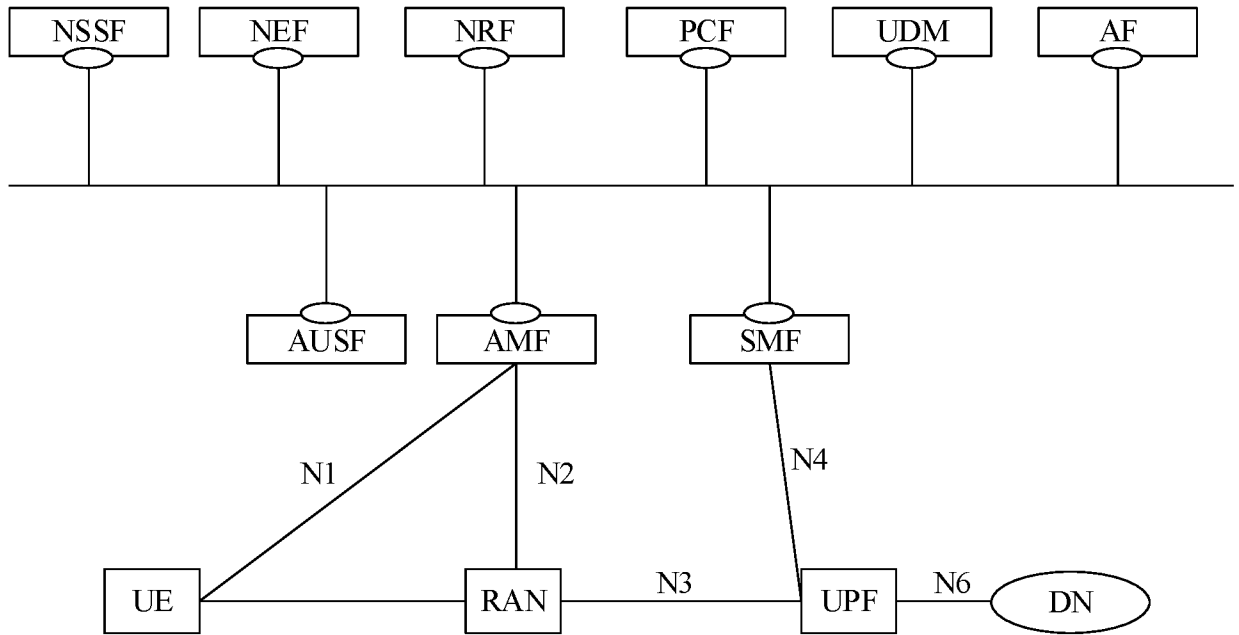 NSSF NEF NRF PCF UDM AF
AUSF AMF SMF
N1 N2 N4
UE RAN N3 UPF N6 DN